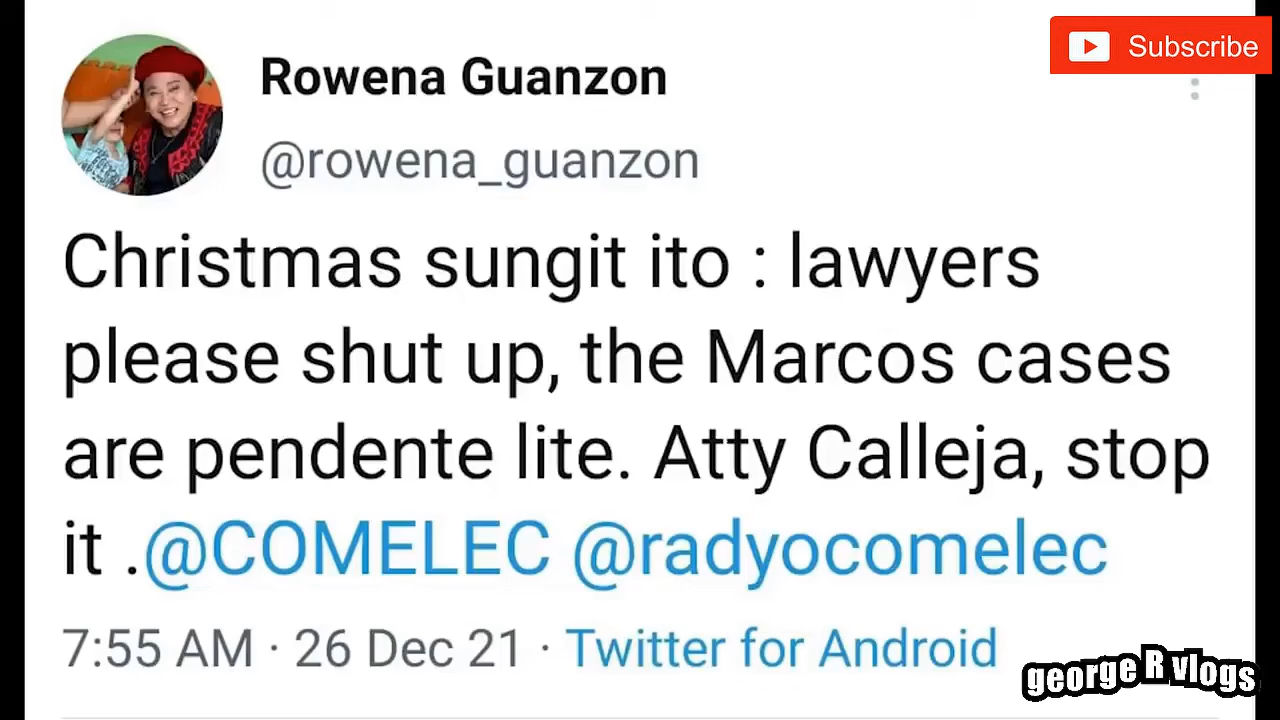 Subscribe
Rowena Guanzon
@rowena_guanzon
Christmas sungit ito : lawyers
please shut up, the Marcos cases
are pendente lite. Atty Calleja, stop
it .@COMELEC @radyocomelec
7:55 AM · 26 Dec 21 · Twitter for Android
george R vlogs